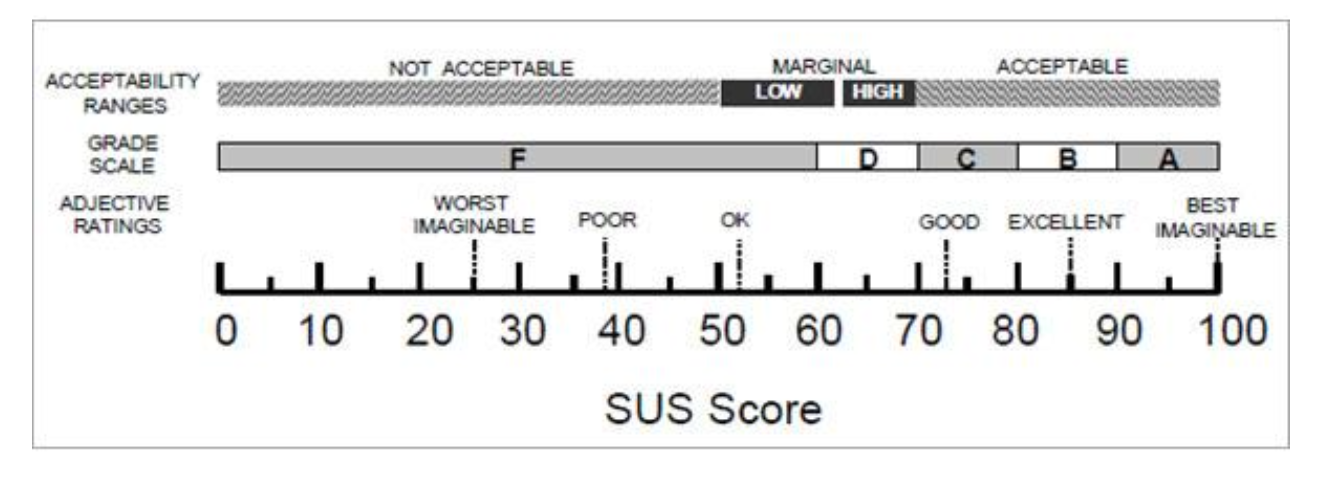 NOT ACCEPTABLE MARGINAL ACCEPTABLE
ACCEPTABILITY
RANGES
LOW HIGH
GRADE
SCALE
F D C B A
ADJECTIVE
RATINGS
WORST
IMAGINABLE
POOR
OK
GOOD
EXCELLENT
BEST
IMAGINABLE
0 10 20 30 40 50 60 70 80 90 100
SUS Score